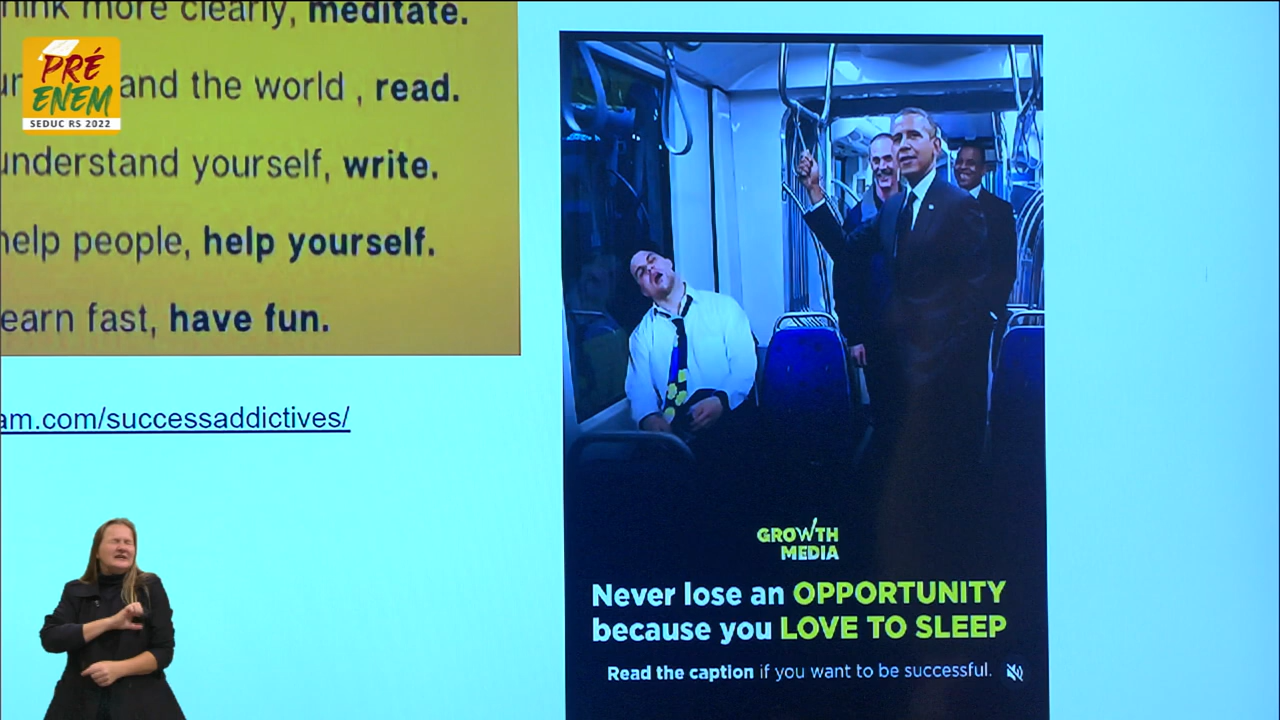 think more clearly, meditate.
PRÉ
ENEM
SEDUC RS 2022
and the world , read.
understand yourself, write.
help people, help yourself.
learn fast, have fun.
am.com/successaddictives/
GROWTH
MEDIA
Never lose an OPPORTUNITY
because you LOVE TO SLEEP
Read the caption if you want to be successful.